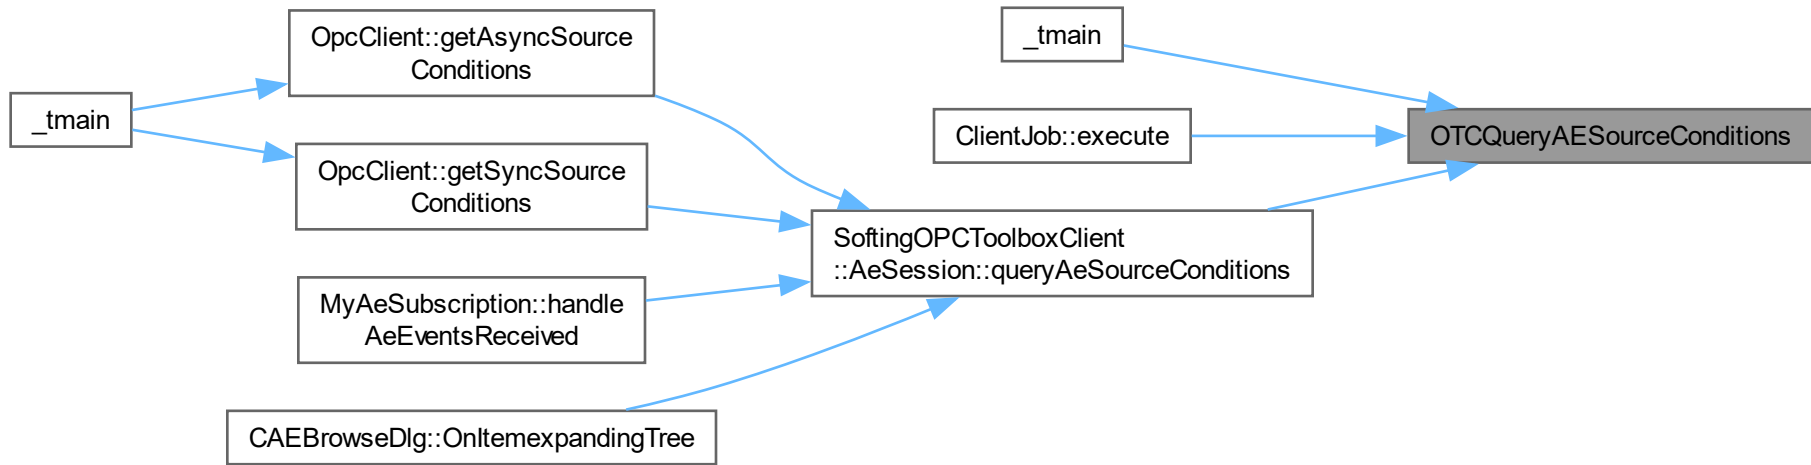 _tmain
OpcClient::getAsyncSource
Conditions
OpcClient::getSyncSource
Conditions
MyAeSubscription::handle
AeEventsReceived
CAEBrowseDlg::OnItemexpandingTree
_tmain
ClientJob::execute
SoftingOPCToolboxClient
::AeSession::queryAeSourceConditions
OTCQueryAESourceConditions